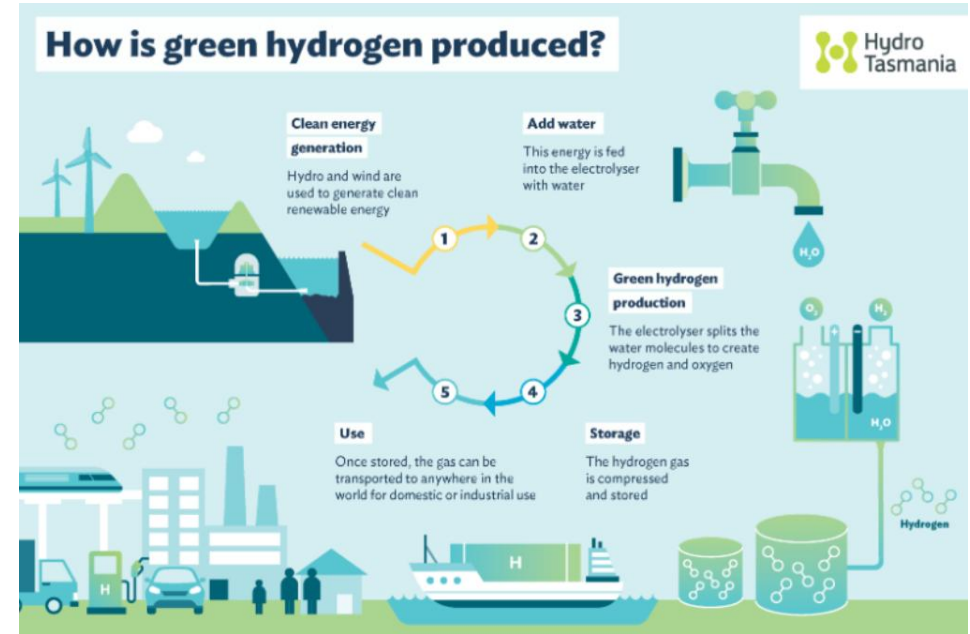 How is green hydrogen produced?
Hydro
Tasmania
Clean energy
generation
Hydro and wind are
used to generate clean
renewable energy
Add water
This energy is fed
into the electrolyser
with water
H₂O
1
2
3
4
5
Green hydrogen
production
The electrolyser splits the
water molecules to create
hydrogen and oxygen
O₂
H₂
+
-
H₂O
Use
Once stored, the gas can be
transported to anywhere in the
world for domestic or industrial use
Storage
The hydrogen gas
is compressed
and stored
Hydrogen
H
H